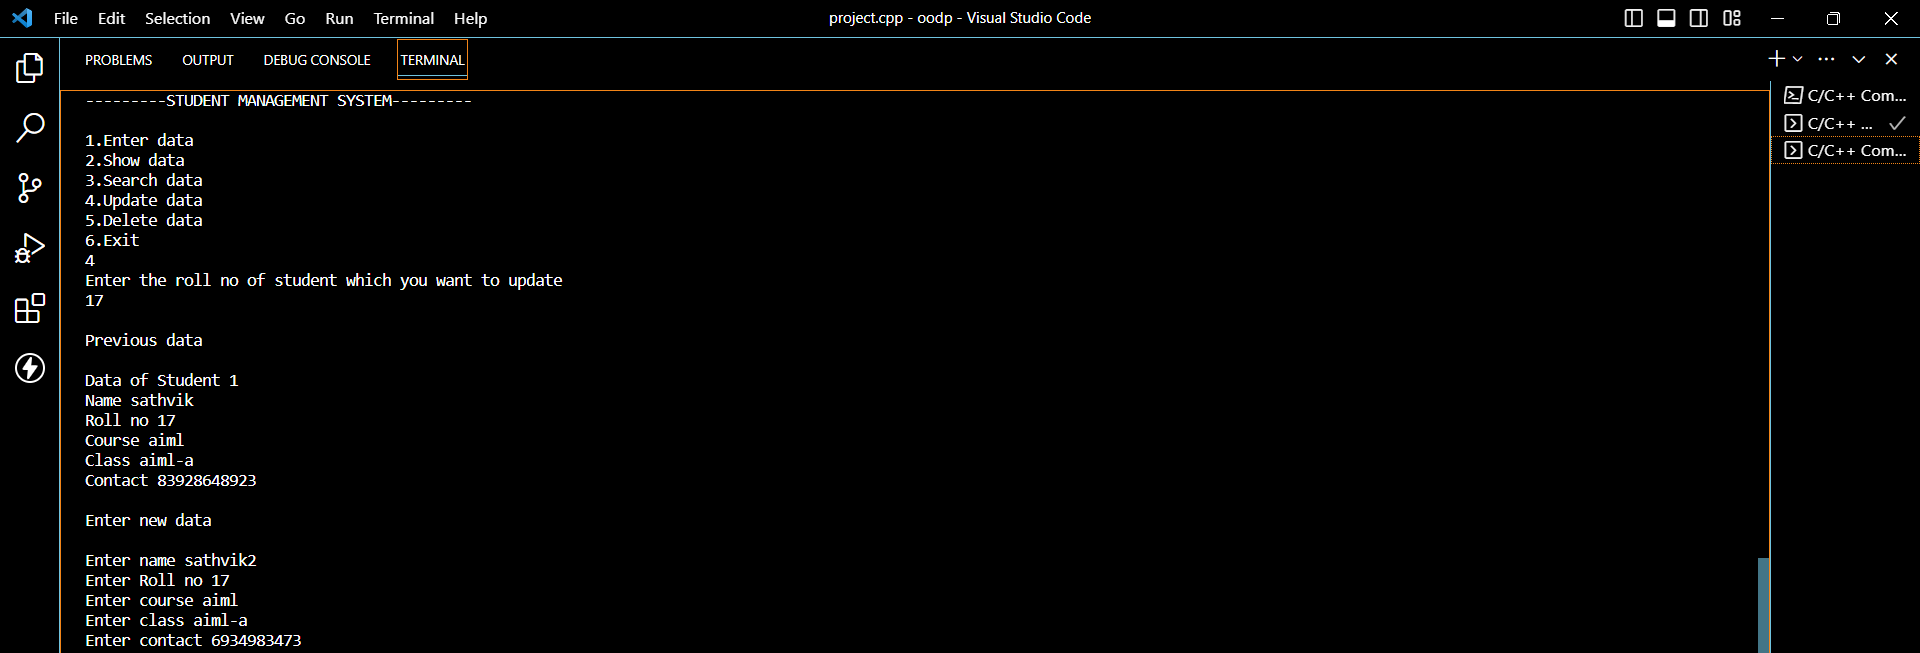 File Edit Selection View Go Run Terminal Help
project.cpp - oodp - Visual Studio Code
PROBLEMS OUTPUT DEBUG CONSOLE TERMINAL
---------STUDENT MANAGEMENT SYSTEM---------
1.Enter data
2.Show data
3.Search data
4.Update data
5.Delete data
6.Exit
4
Enter the roll no of student which you want to update
17
Previous data
Data of Student 1
Name sathvik
Roll no 17
Course aiml
Class aiml-a
Contact 83928648923
Enter new data
Enter name sathvik2
Enter Roll no 17
Enter course aiml
Enter class aiml-a
Enter contact 6934983473
C/C++ Com...
C/C++ ...
C/C++ Com...